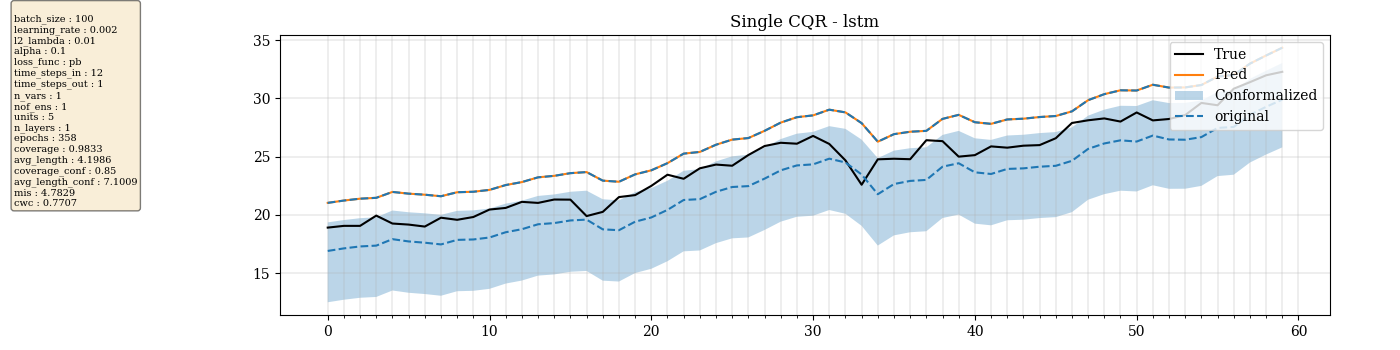 batch_size : 100
learning_rate : 0.002
l2_lambda : 0.01
alpha : 0.1
loss_func : pb
time_steps_in : 12
time_steps_out : 1
n_vars : 1
nof_ens : 1
units : 5
n_layers : 1
epochs : 358
coverage : 0.9833
avg_length : 4.1986
coverage_conf : 0.85
avg_length_conf : 7.1009
mis : 4.7829
cwc : 0.7707
Single CQR - lstm
35
30
25
20
15
0 10 20 30 40 50 60
True
Pred
Conformalized
original